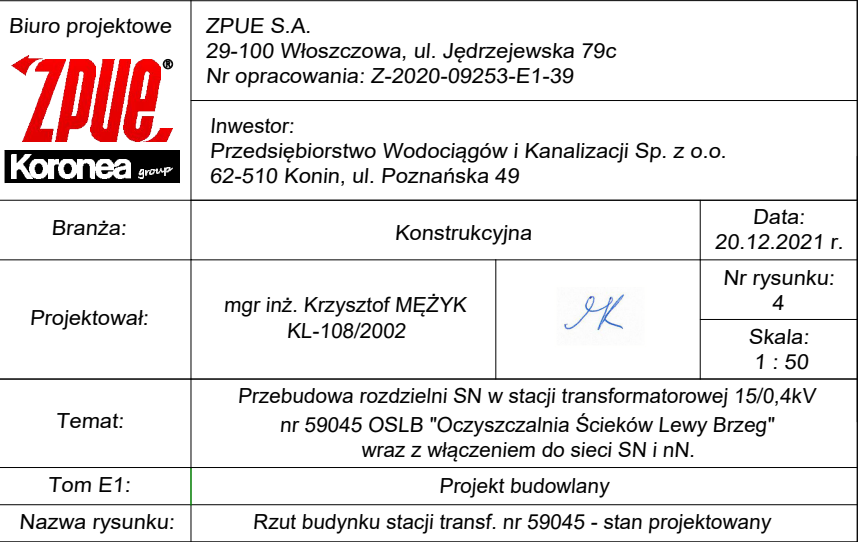 Biuro projektowe
ZPUE®
Koronea group
ZPUE S.A.
29-100 Włoszczowa, ul. Jędrzejewska 79c
Nr opracowania: Z-2020-09253-E1-39
Inwestor:
Przedsiębiorstwo Wodociągów i Kanalizacji Sp. z o.o.
62-510 Konin, ul. Poznańska 49
Branża:
Konstrukcyjna
Data:
20.12.2021 r.
Projektował:
mgr inż. Krzysztof MĘŻYK
KL-108/2002
Nr rysunku:
4
Skala:
1 : 50
Temat:
Przebudowa rozdzielni SN w stacji transformatorowej 15/0,4kV
nr 59045 OSLB "Oczyszczalnia Ścieków Lewy Brzeg"
wraz z włączeniem do sieci SN i nN.
Tom E1:
Projekt budowlany
Nazwa rysunku:
Rzut budynku stacji transf. nr 59045 - stan projektowany